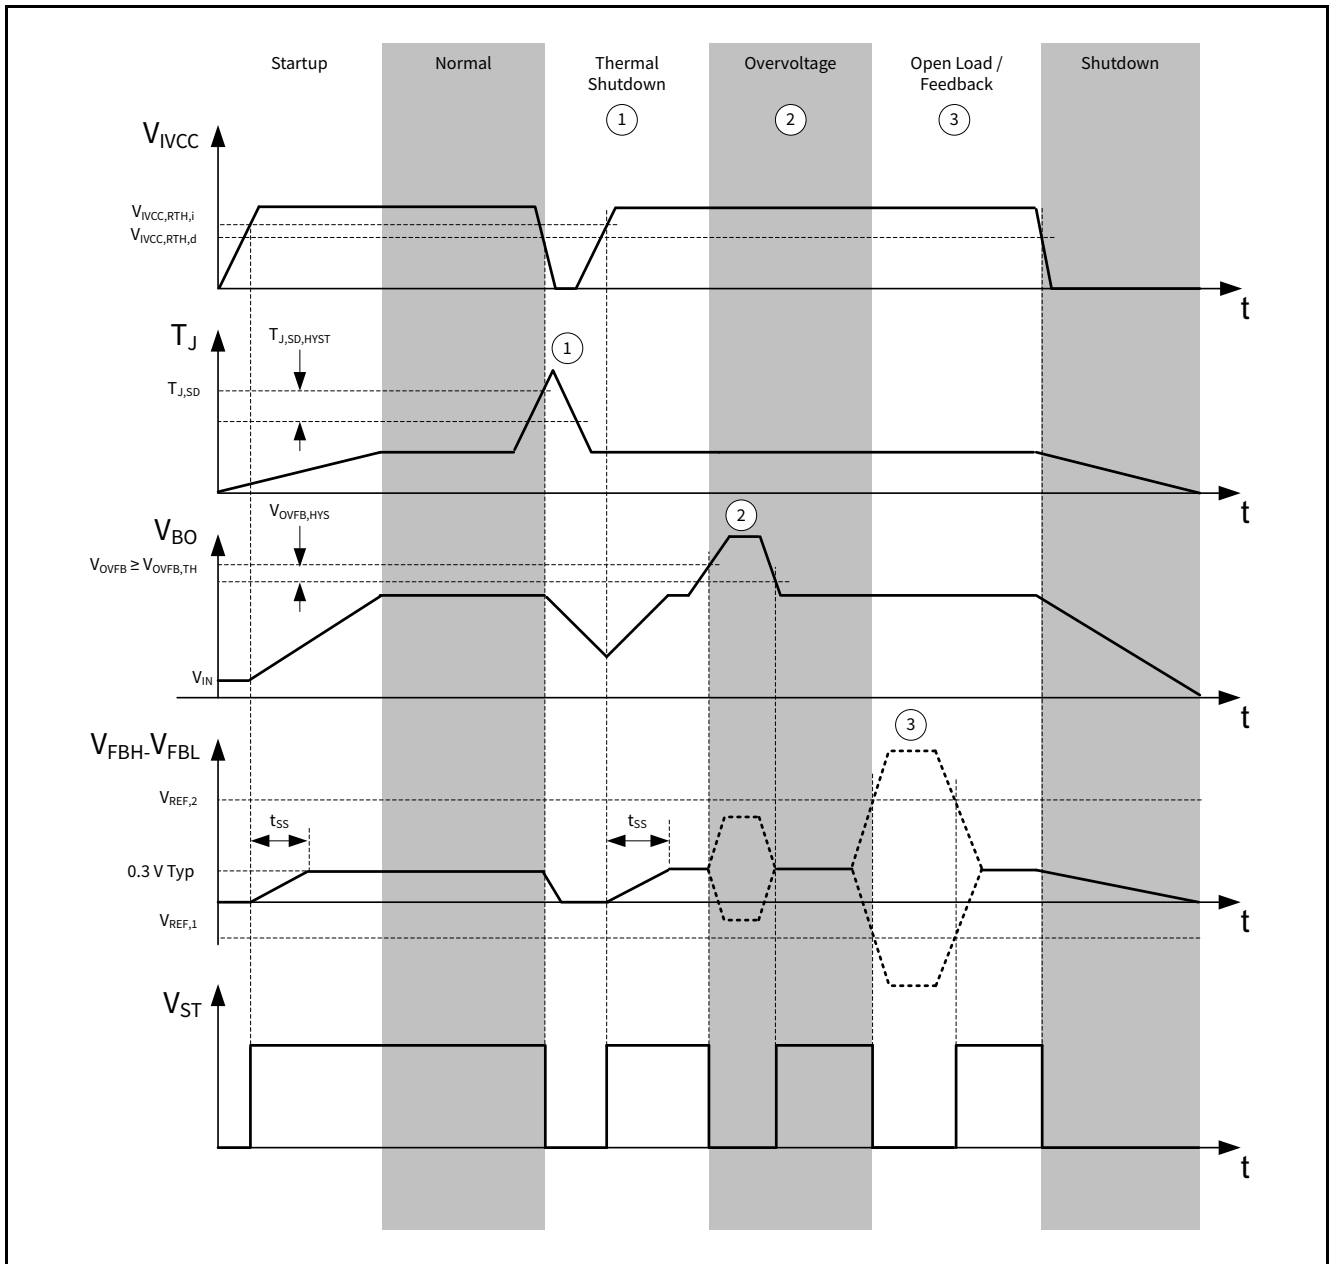 Startup
Normal
Thermal
Shutdown
1
Overvoltage
2
Open Load /
Feedback
3
Shutdown
VIVCC
VIVCC,RTH,i
VIVCC,RTH,d
t
TJ
TJ,SD,HYST
1
TJ,SD
t
VBO
VOVFB,HYS
2
VOVFB ≥ VOVFB,TH
VIN
t
VFBH-VFBL
3
VREF,2
tSS
tSS
0.3 V Typ
VREF,1
t
VST
t